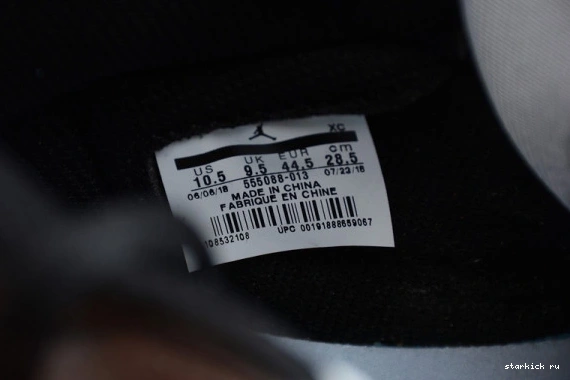 XC
US UK EUR cm
10.5 9.5 44.5 28.5
06/06/18 555088-013 07/23/18
MADE IN CHINA
FABRIQUE EN CHINE
108532108 UPC 00191888659067
starkick ru